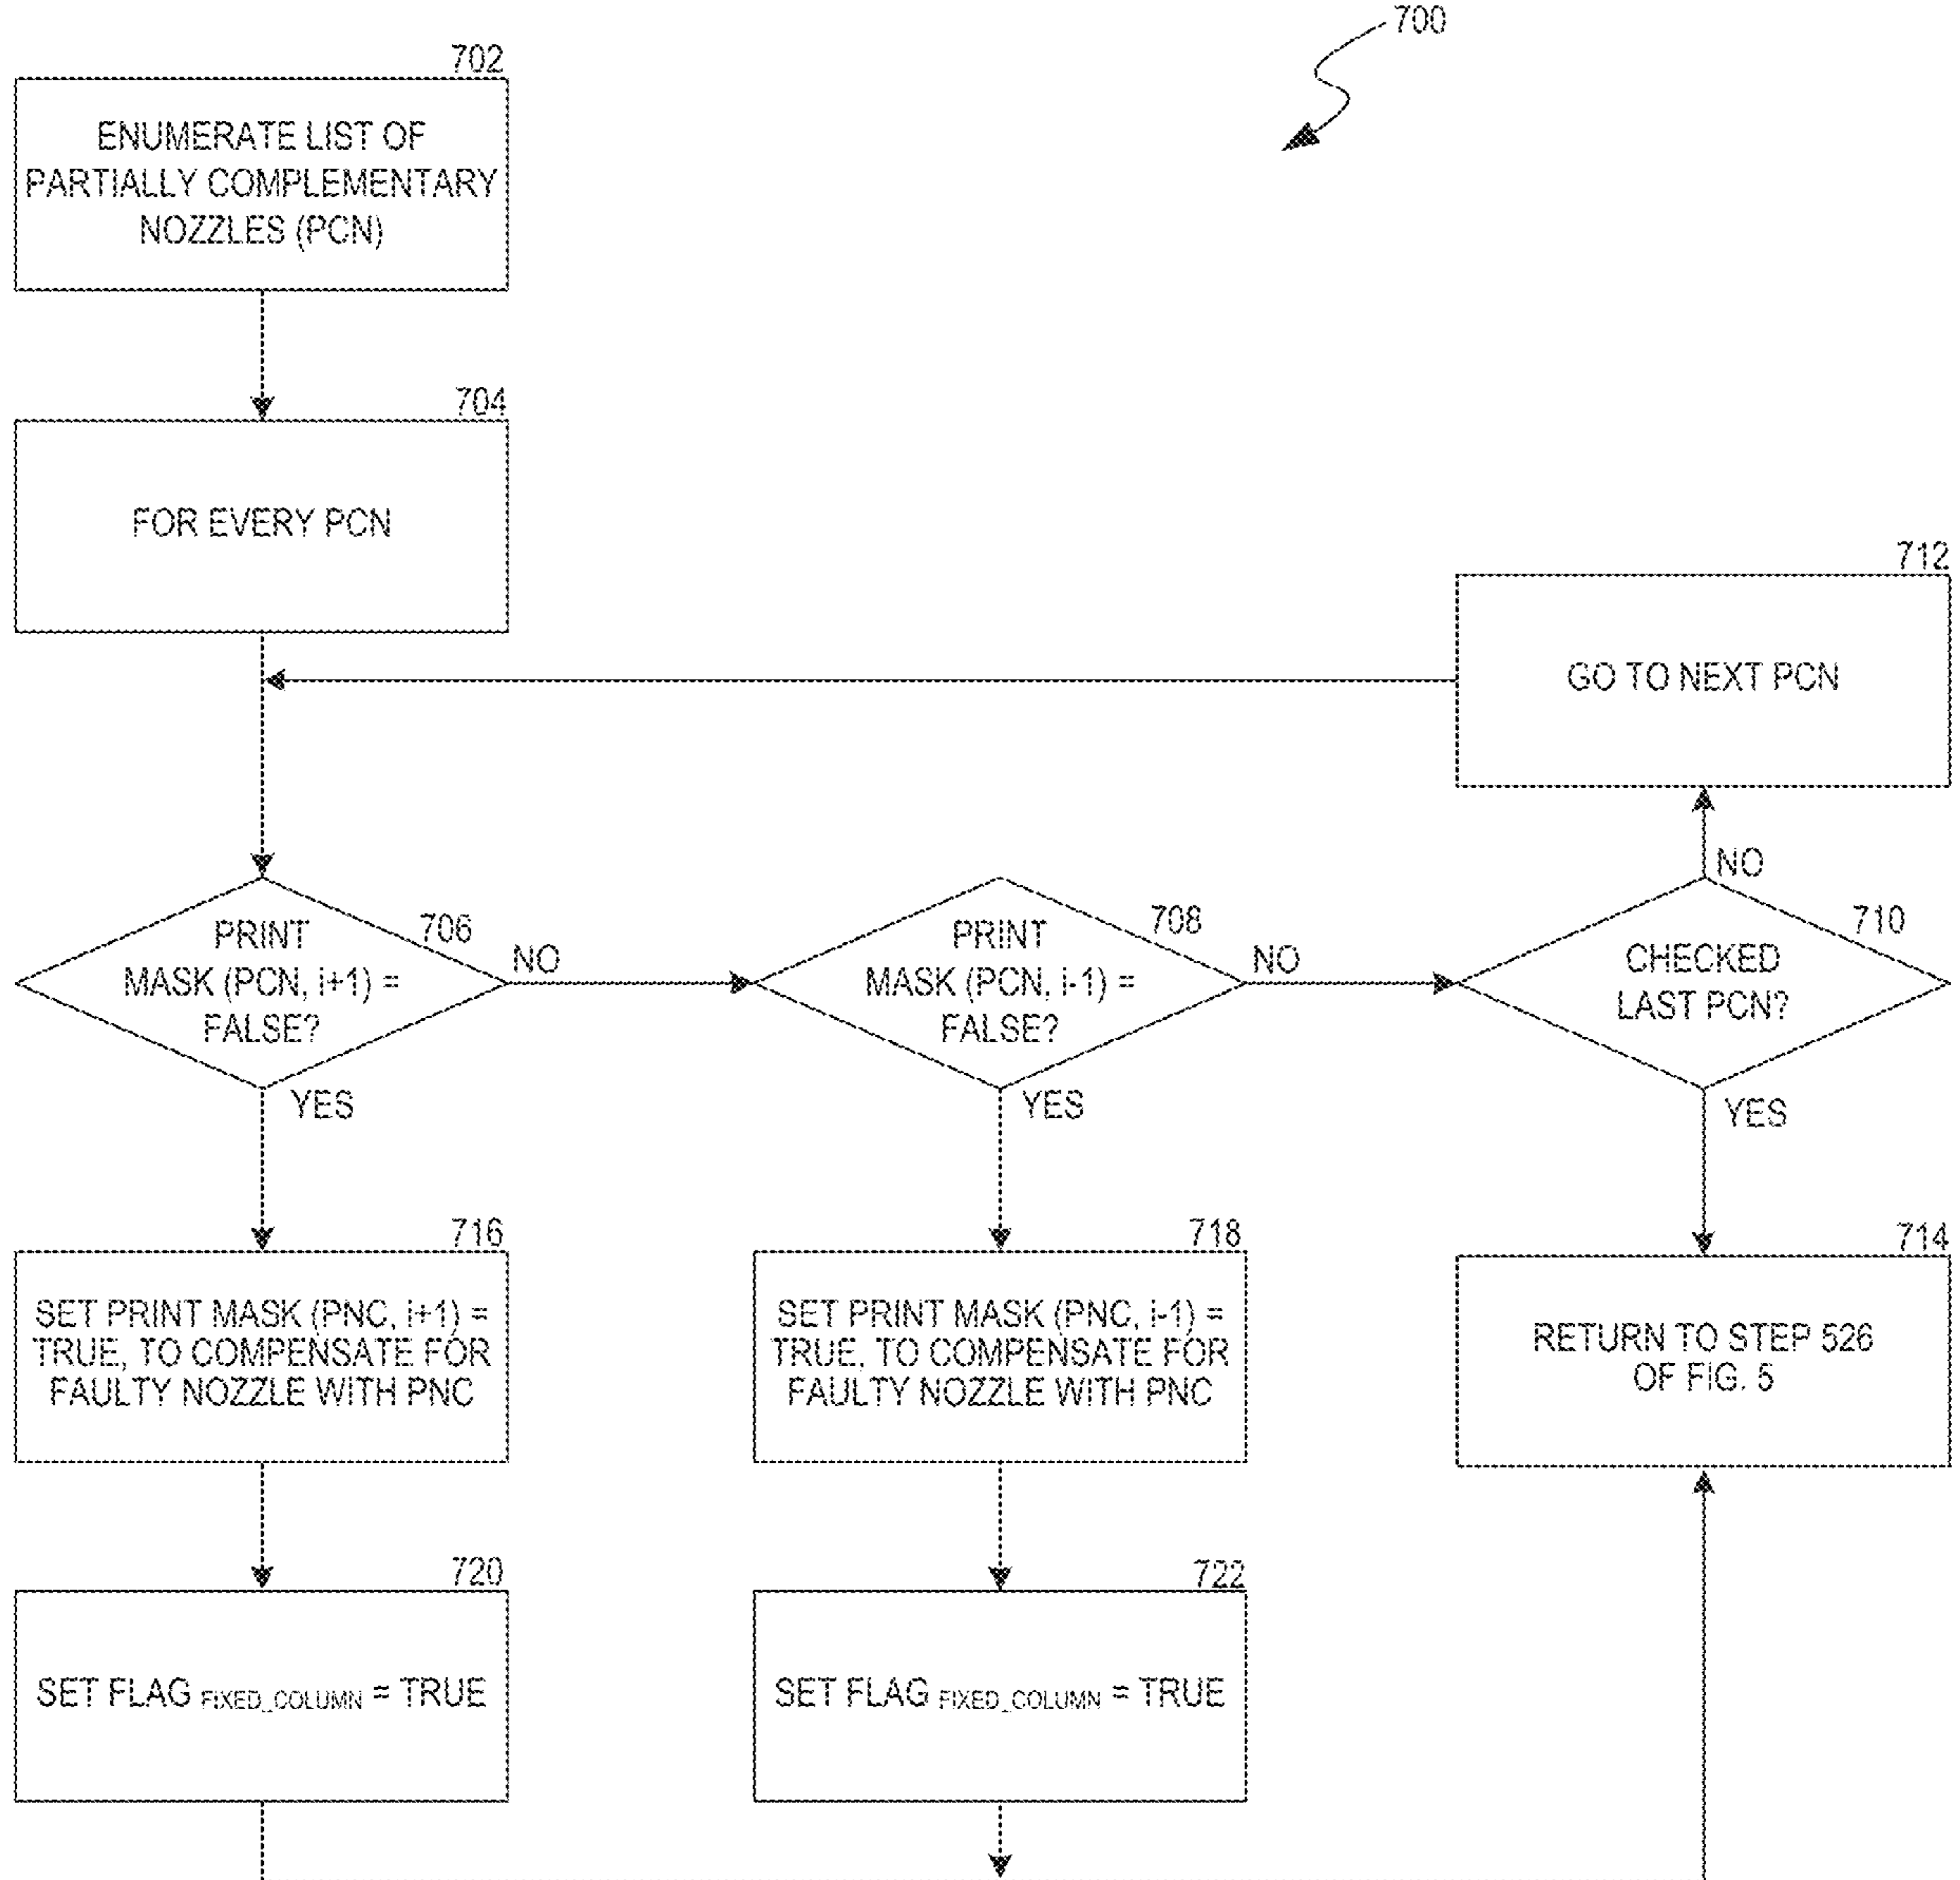 700
702
ENUMERATE LIST OF
PARTIALLY COMPLEMENTARY
NOZZLES (PCN)
704
FOR EVERY PCN
712
GO TO NEXT PCN
706
PRINT
MASK (PCN, i+1) =
FALSE?
NO
YES
708
PRINT
MASK (PCN, i-1) =
FALSE?
NO
YES
710
CHECKED
LAST PCN?
NO
YES
716
SET PRINT MASK (PNC, i+1) =
TRUE, TO COMPENSATE FOR
FAULTY NOZZLE WITH PNC
718
SET PRINT MASK (PNC, i-1) =
TRUE, TO COMPENSATE FOR
FAULTY NOZZLE WITH PNC
714
RETURN TO STEP 526
OF FIG. 5
720
SET FLAG FIXED_COLUMN = TRUE
722
SET FLAG FIXED_COLUMN = TRUE